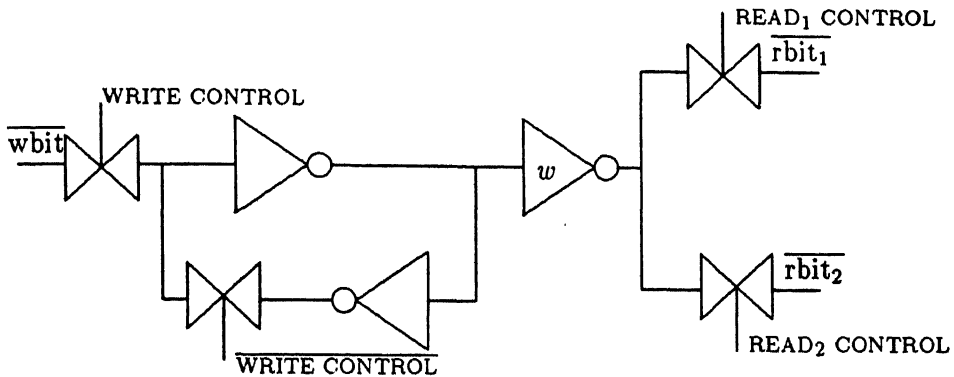 READ₁ CONTROL
r̅b̅i̅t̅₁
WRITE CONTROL
w̅b̅i̅t̅
w
r̅b̅i̅t̅₂
READ₂ CONTROL
W̅R̅I̅T̅E̅ C̅O̅N̅T̅R̅O̅L̅